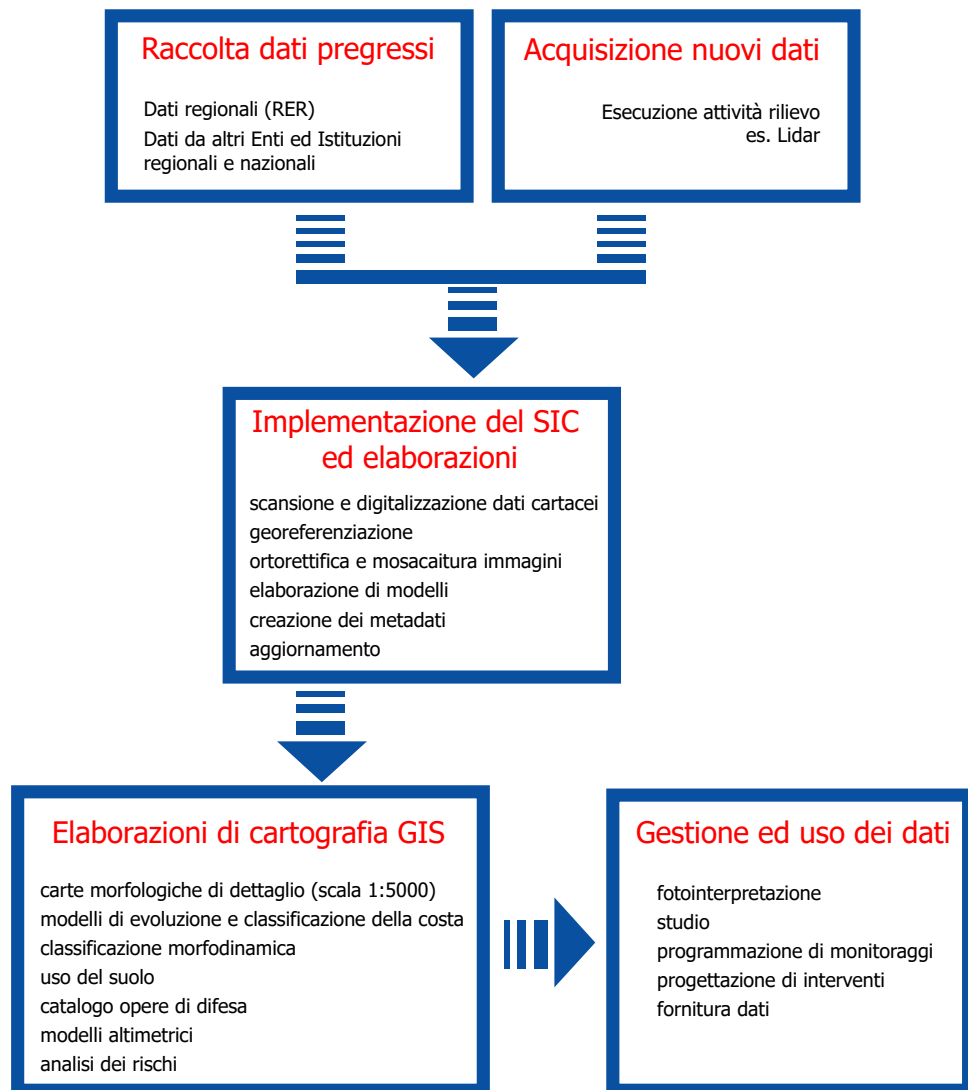 Raccolta dati pregressi
Dati regionali (RER)
Dati da altri Enti ed Istituzioni
regionali e nazionali
Acquisizione nuovi dati
Esecuzione attività rilievo
es. Lidar
Implementazione del SIC
ed elaborazioni
scansione e digitalizzazione dati cartacei
georeferenziazione
ortorettifica e mosacaitura immagini
elaborazione di modelli
creazione dei metadati
aggiornamento
Elaborazioni di cartografia GIS
carte morfologiche di dettaglio (scala 1:5000)
modelli di evoluzione e classificazione della costa
classificazione morfodinamica
uso del suolo
catalogo opere di difesa
modelli altimetrici
analisi dei rischi
Gestione ed uso dei dati
fotointerpretazione
studio
programmazione di monitoraggi
progettazione di interventi
fornitura dati